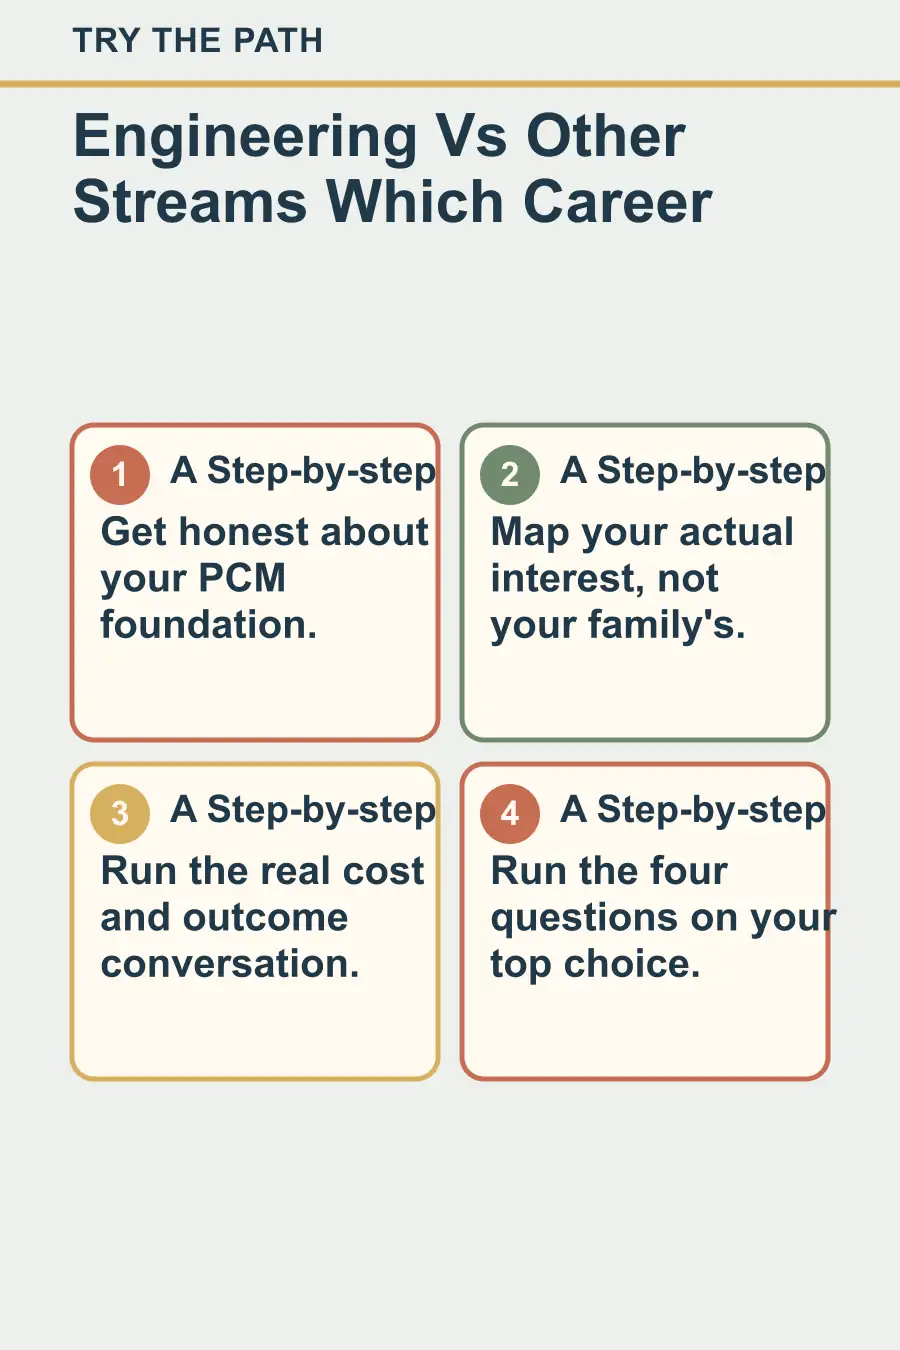 TRY THE PATH
Engineering Vs Other
Streams Which Career
1 A Step-by-step
Get honest about
your PCM
foundation.
2 A Step-by-step
Map your actual
interest, not
your family's.
3 A Step-by-step
Run the real cost
and outcome
conversation.
4 A Step-by-step
Run the four
questions on your
top choice.